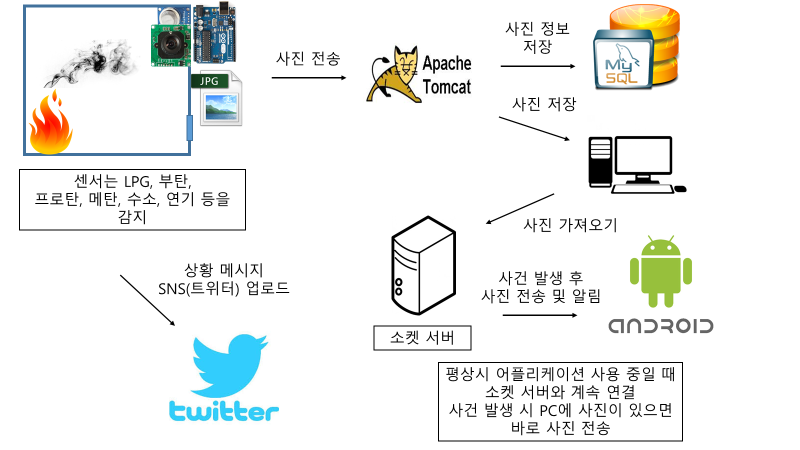 JPG
사진 전송
Apache
Tomcat
사진 정보
저장
My
SQL
사진 저장
센서는 LPG, 부탄,
프로탄, 메탄, 수소, 연기 등을
감지
사진 가져오기
상황 메시지
SNS(트위터) 업로드
사건 발생 후
사진 전송 및 알림
ANDROID
소켓 서버
twitter
평상시 어플리케이션 사용 중일 때
소켓 서버와 계속 연결
사건 발생 시 PC에 사진이 있으면
바로 사진 전송